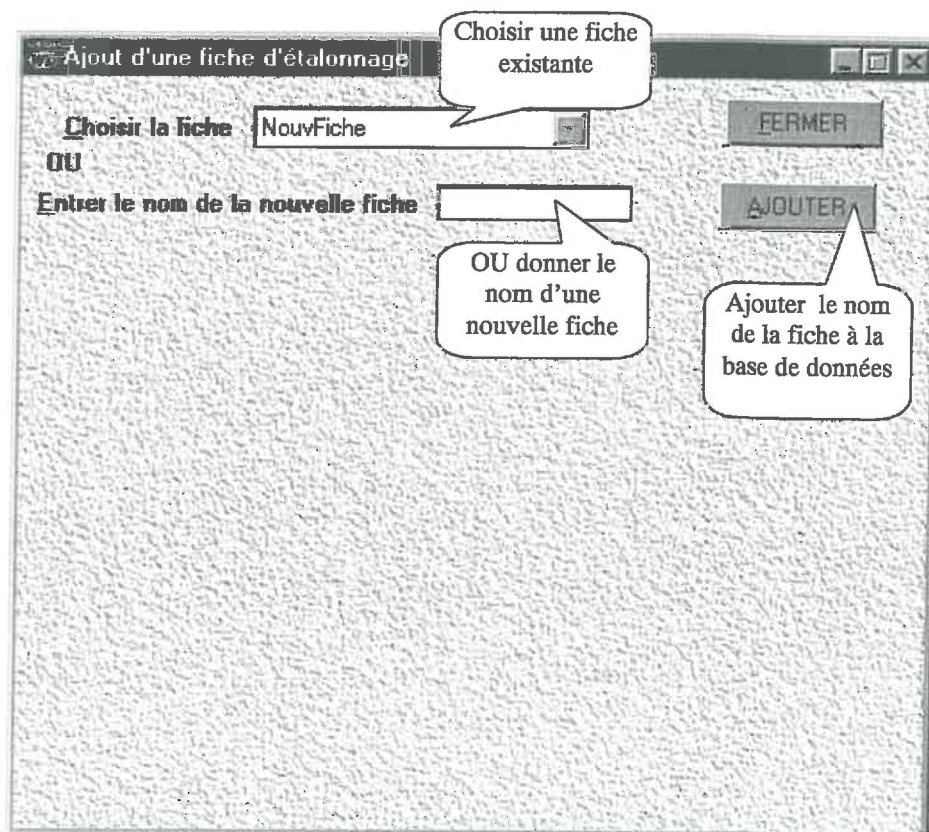 Choisir une fiche
existante
Ajout d'une fiche d'étalonnage
Choisir la fiche NouvFiche FERMER
OU
Entrer le nom de la nouvelle fiche AJOUTER
OU donner le
nom d'une
nouvelle fiche
Ajouter le nom
de la fiche à la
base de données